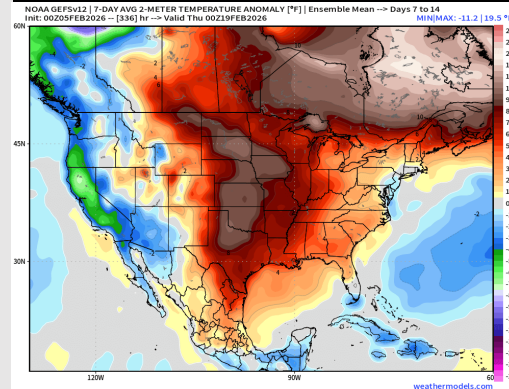 NOAA GEFSv12 | 7-DAY AVG 2-METER TEMPERATURE ANOMALY [°F] | Ensemble Mean --> Days 7 to 14
Init: 00Z05FEB2026 -- [336] hr --> Valid Thu 00Z19FEB2026 MIN|MAX: -11.2 | 19.5 °
60N
45N
30N
120W 90W 60
weathermodels.com